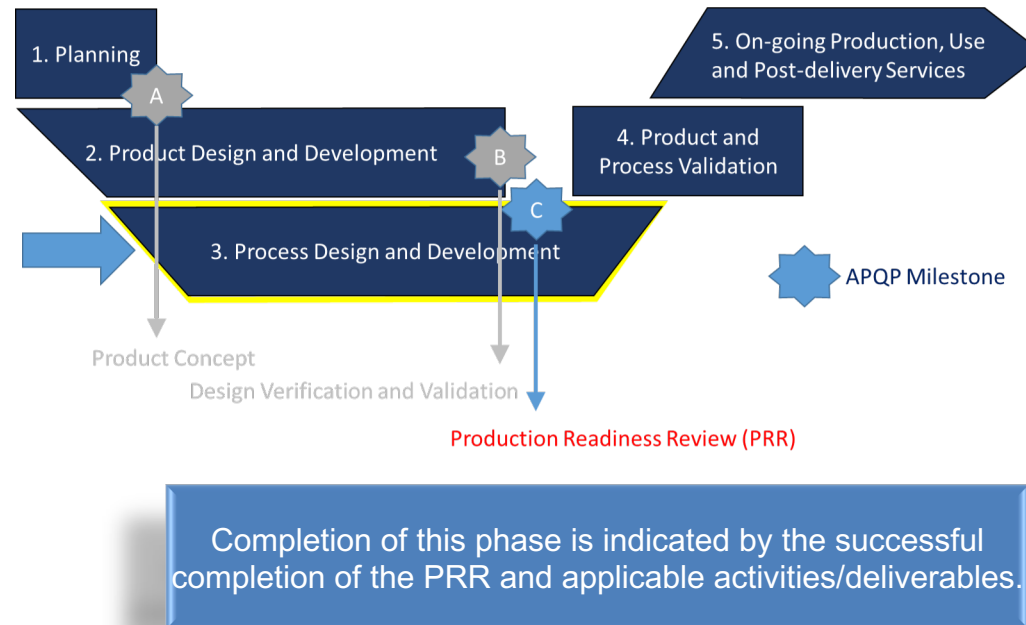 1. Planning
A
5. On-going Production, Use
and Post-delivery Services
2. Product Design and Development
B
4. Product and
Process Validation
C
3. Process Design and Development
APQP Milestone
Product Concept
Design Verification and Validation
Production Readiness Review (PRR)
Completion of this phase is indicated by the successful
completion of the PRR and applicable activities/deliverables.